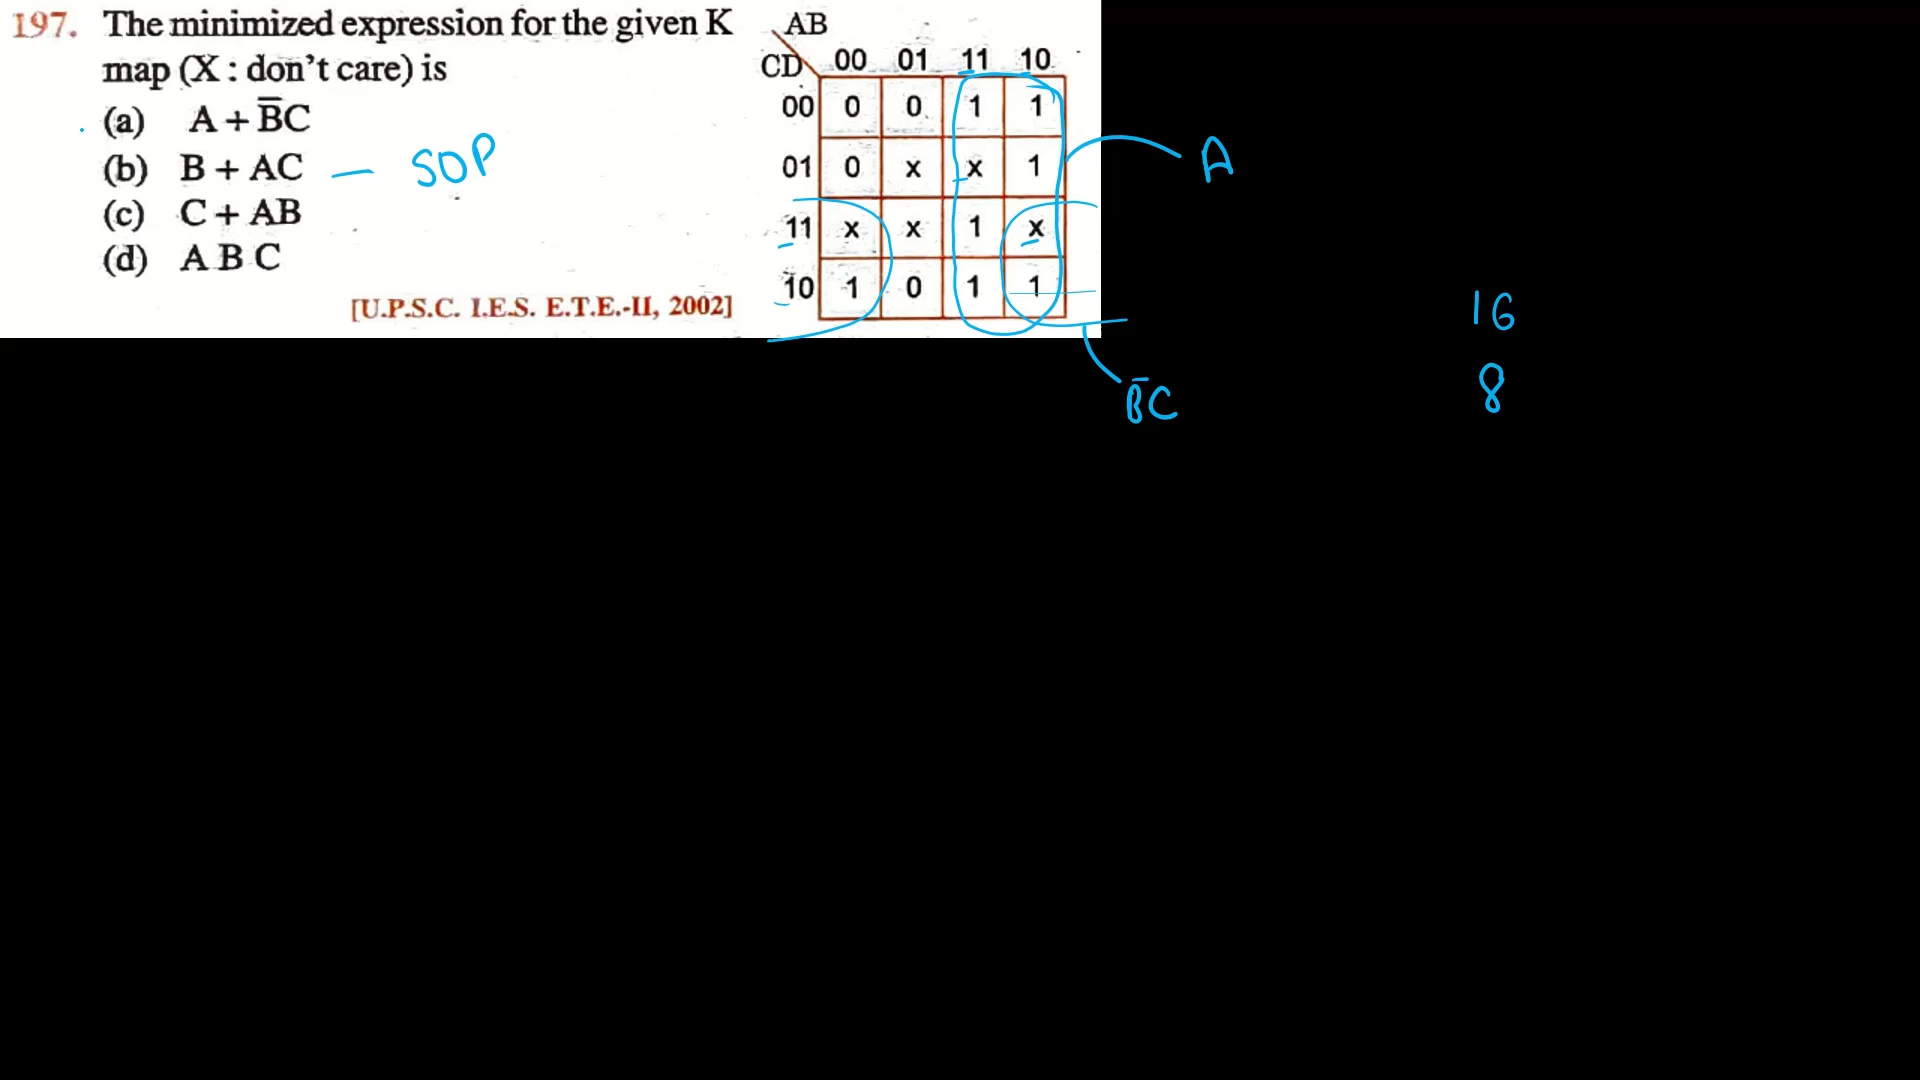 197. The minimized expression for the given K
map (X : don't care) is
(a) A + B̅C
(b) B + AC — SOP
(c) C + AB
(d) A B C
[U.P.S.C. I.E.S. E.T.E.-II, 2002]
AB
CD 00 01 11 10
00 0 0 1 1
01 0 x x 1
11 x x 1 x
10 1 0 1 1
A
B̅C
16
8